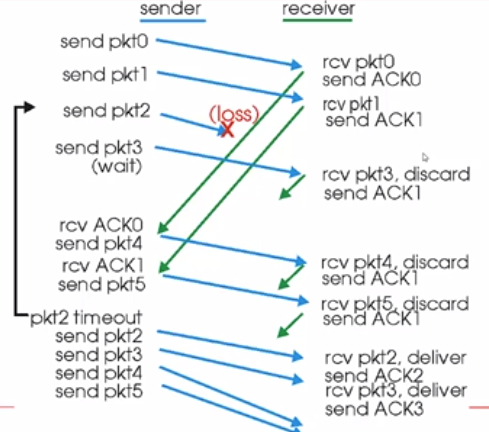 sender
receiver
send pkt0
send pkt1
send pkt2
send pkt3
(wait)
(loss)
X
rcv pkt0
send ACK0
rcv pkt1
send ACK1
rcv pkt3, discard
send ACK1
rcv ACK0
send pkt4
rcv ACK1
send pkt5
rcv pkt4, discard
send ACK1
rcv pkt5, discard
send ACK1
pkt2 timeout
send pkt2
send pkt3
send pkt4
send pkt5
rcv pkt2, deliver
send ACK2
rcv pkt3, deliver
send ACK3